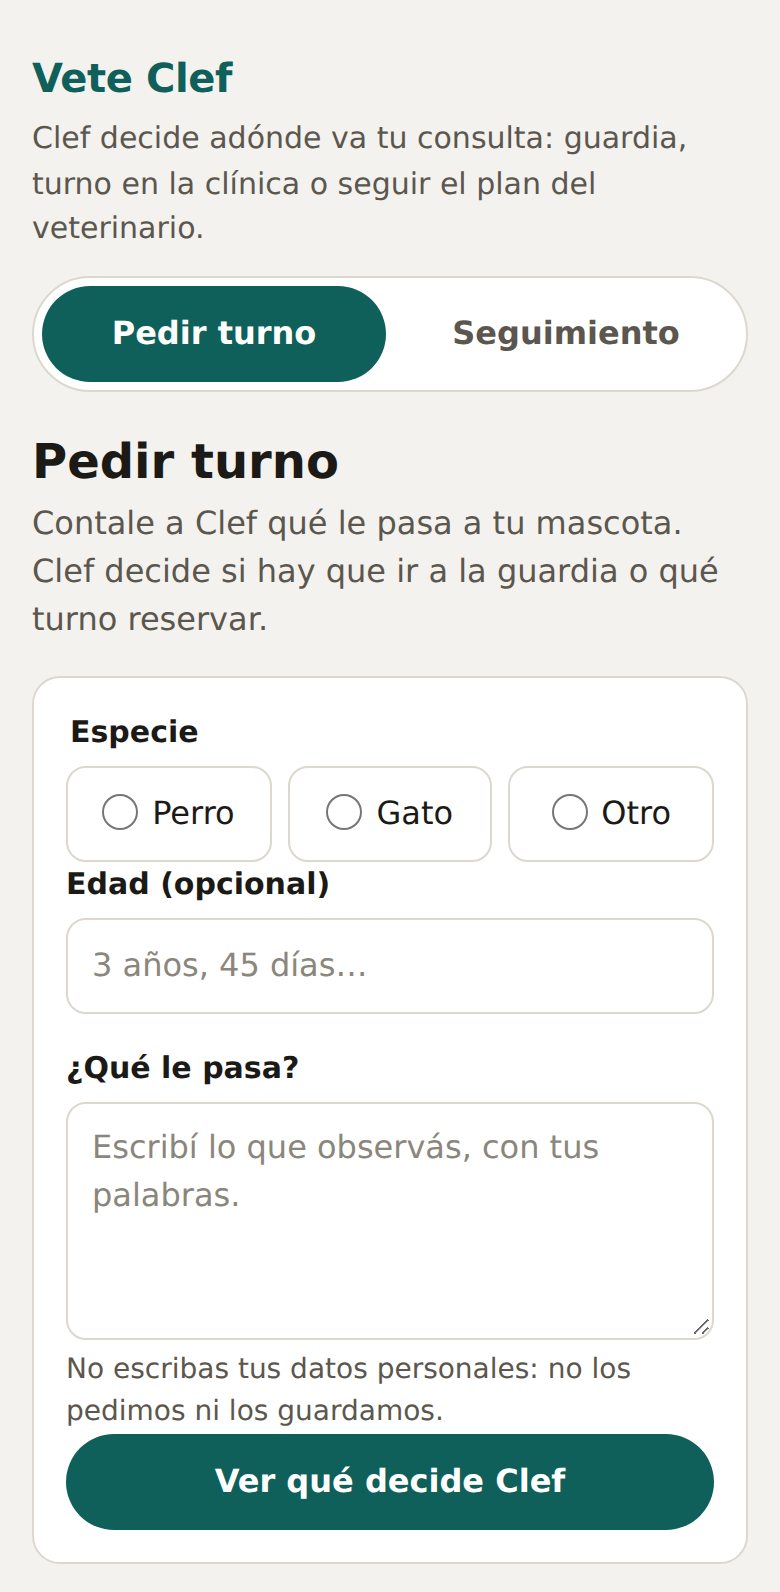 Vete Clef
Clef decide adónde va tu consulta: guardia,
turno en la clínica o seguir el plan del
veterinario.
Pedir turno
Seguimiento
Pedir turno
Contale a Clef qué le pasa a tu mascota.
Clef decide si hay que ir a la guardia o qué
turno reservar.
Especie
Perro
Gato
Otro
Edad (opcional)
3 años, 45 días…
¿Qué le pasa?
Escribí lo que observás, con tus
palabras.
No escribas tus datos personales: no los
pedimos ni los guardamos.
Ver qué decide Clef